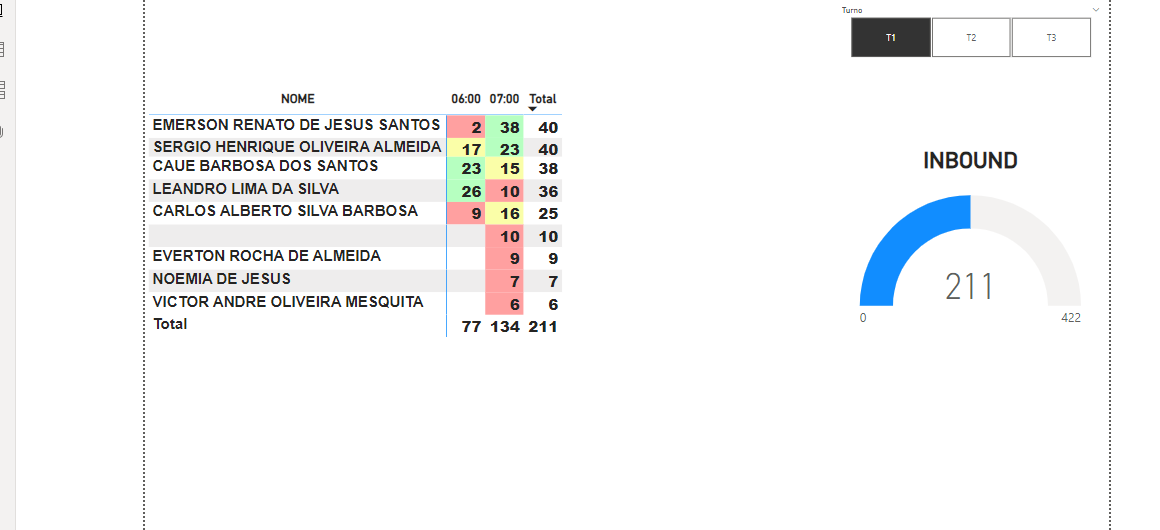 Turno
T1 T2 T3
NOME 06:00 07:00 Total
EMERSON RENATO DE JESUS SANTOS 2 38 40
SERGIO HENRIQUE OLIVEIRA ALMEIDA 17 23 40
CAUE BARBOSA DOS SANTOS 23 15 38
LEANDRO LIMA DA SILVA 26 10 36
CARLOS ALBERTO SILVA BARBOSA 9 16 25
10 10
EVERTON ROCHA DE ALMEIDA 9 9
NOEMIA DE JESUS 7 7
VICTOR ANDRE OLIVEIRA MESQUITA 6 6
Total 77 134 211
INBOUND
211
0 422